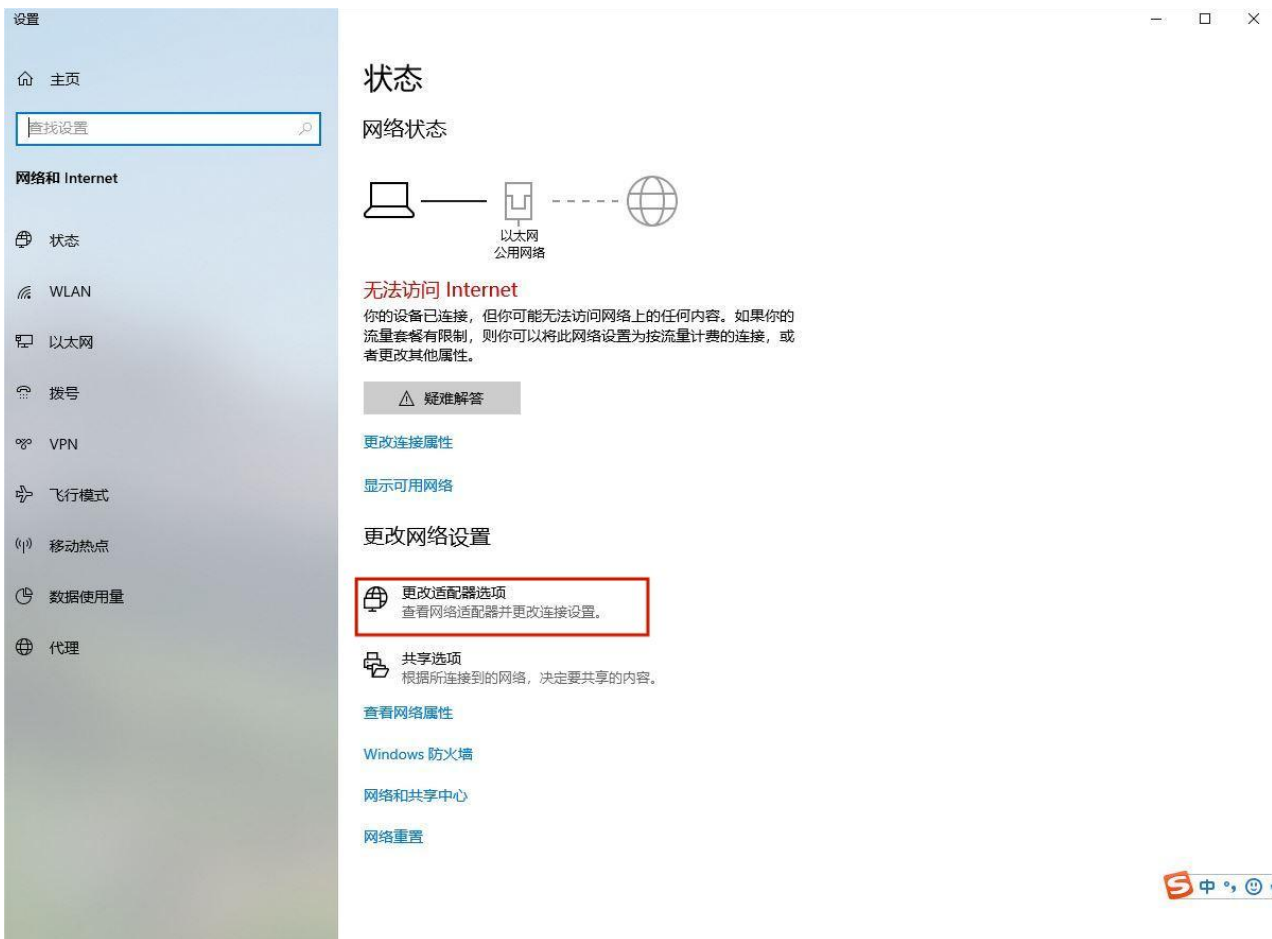 设置
主页
查找设置
网络和 Internet
状态
WLAN
以太网
拨号
VPN
飞行模式
移动热点
数据使用量
代理
状态
网络状态
以太网
公用网络
无法访问 Internet
你的设备已连接，但你可能无法访问网络上的任何内容。如果你的
流量套餐有限制，则你可以将此网络设置为按流量计费的连接，或
者更改其他属性。
疑难解答
更改连接属性
显示可用网络
更改网络设置
更改适配器选项
查看网络适配器并更改连接设置。
共享选项
根据所连接到的网络，决定要共享的内容。
查看网络属性
Windows 防火墙
网络和共享中心
网络重置
中